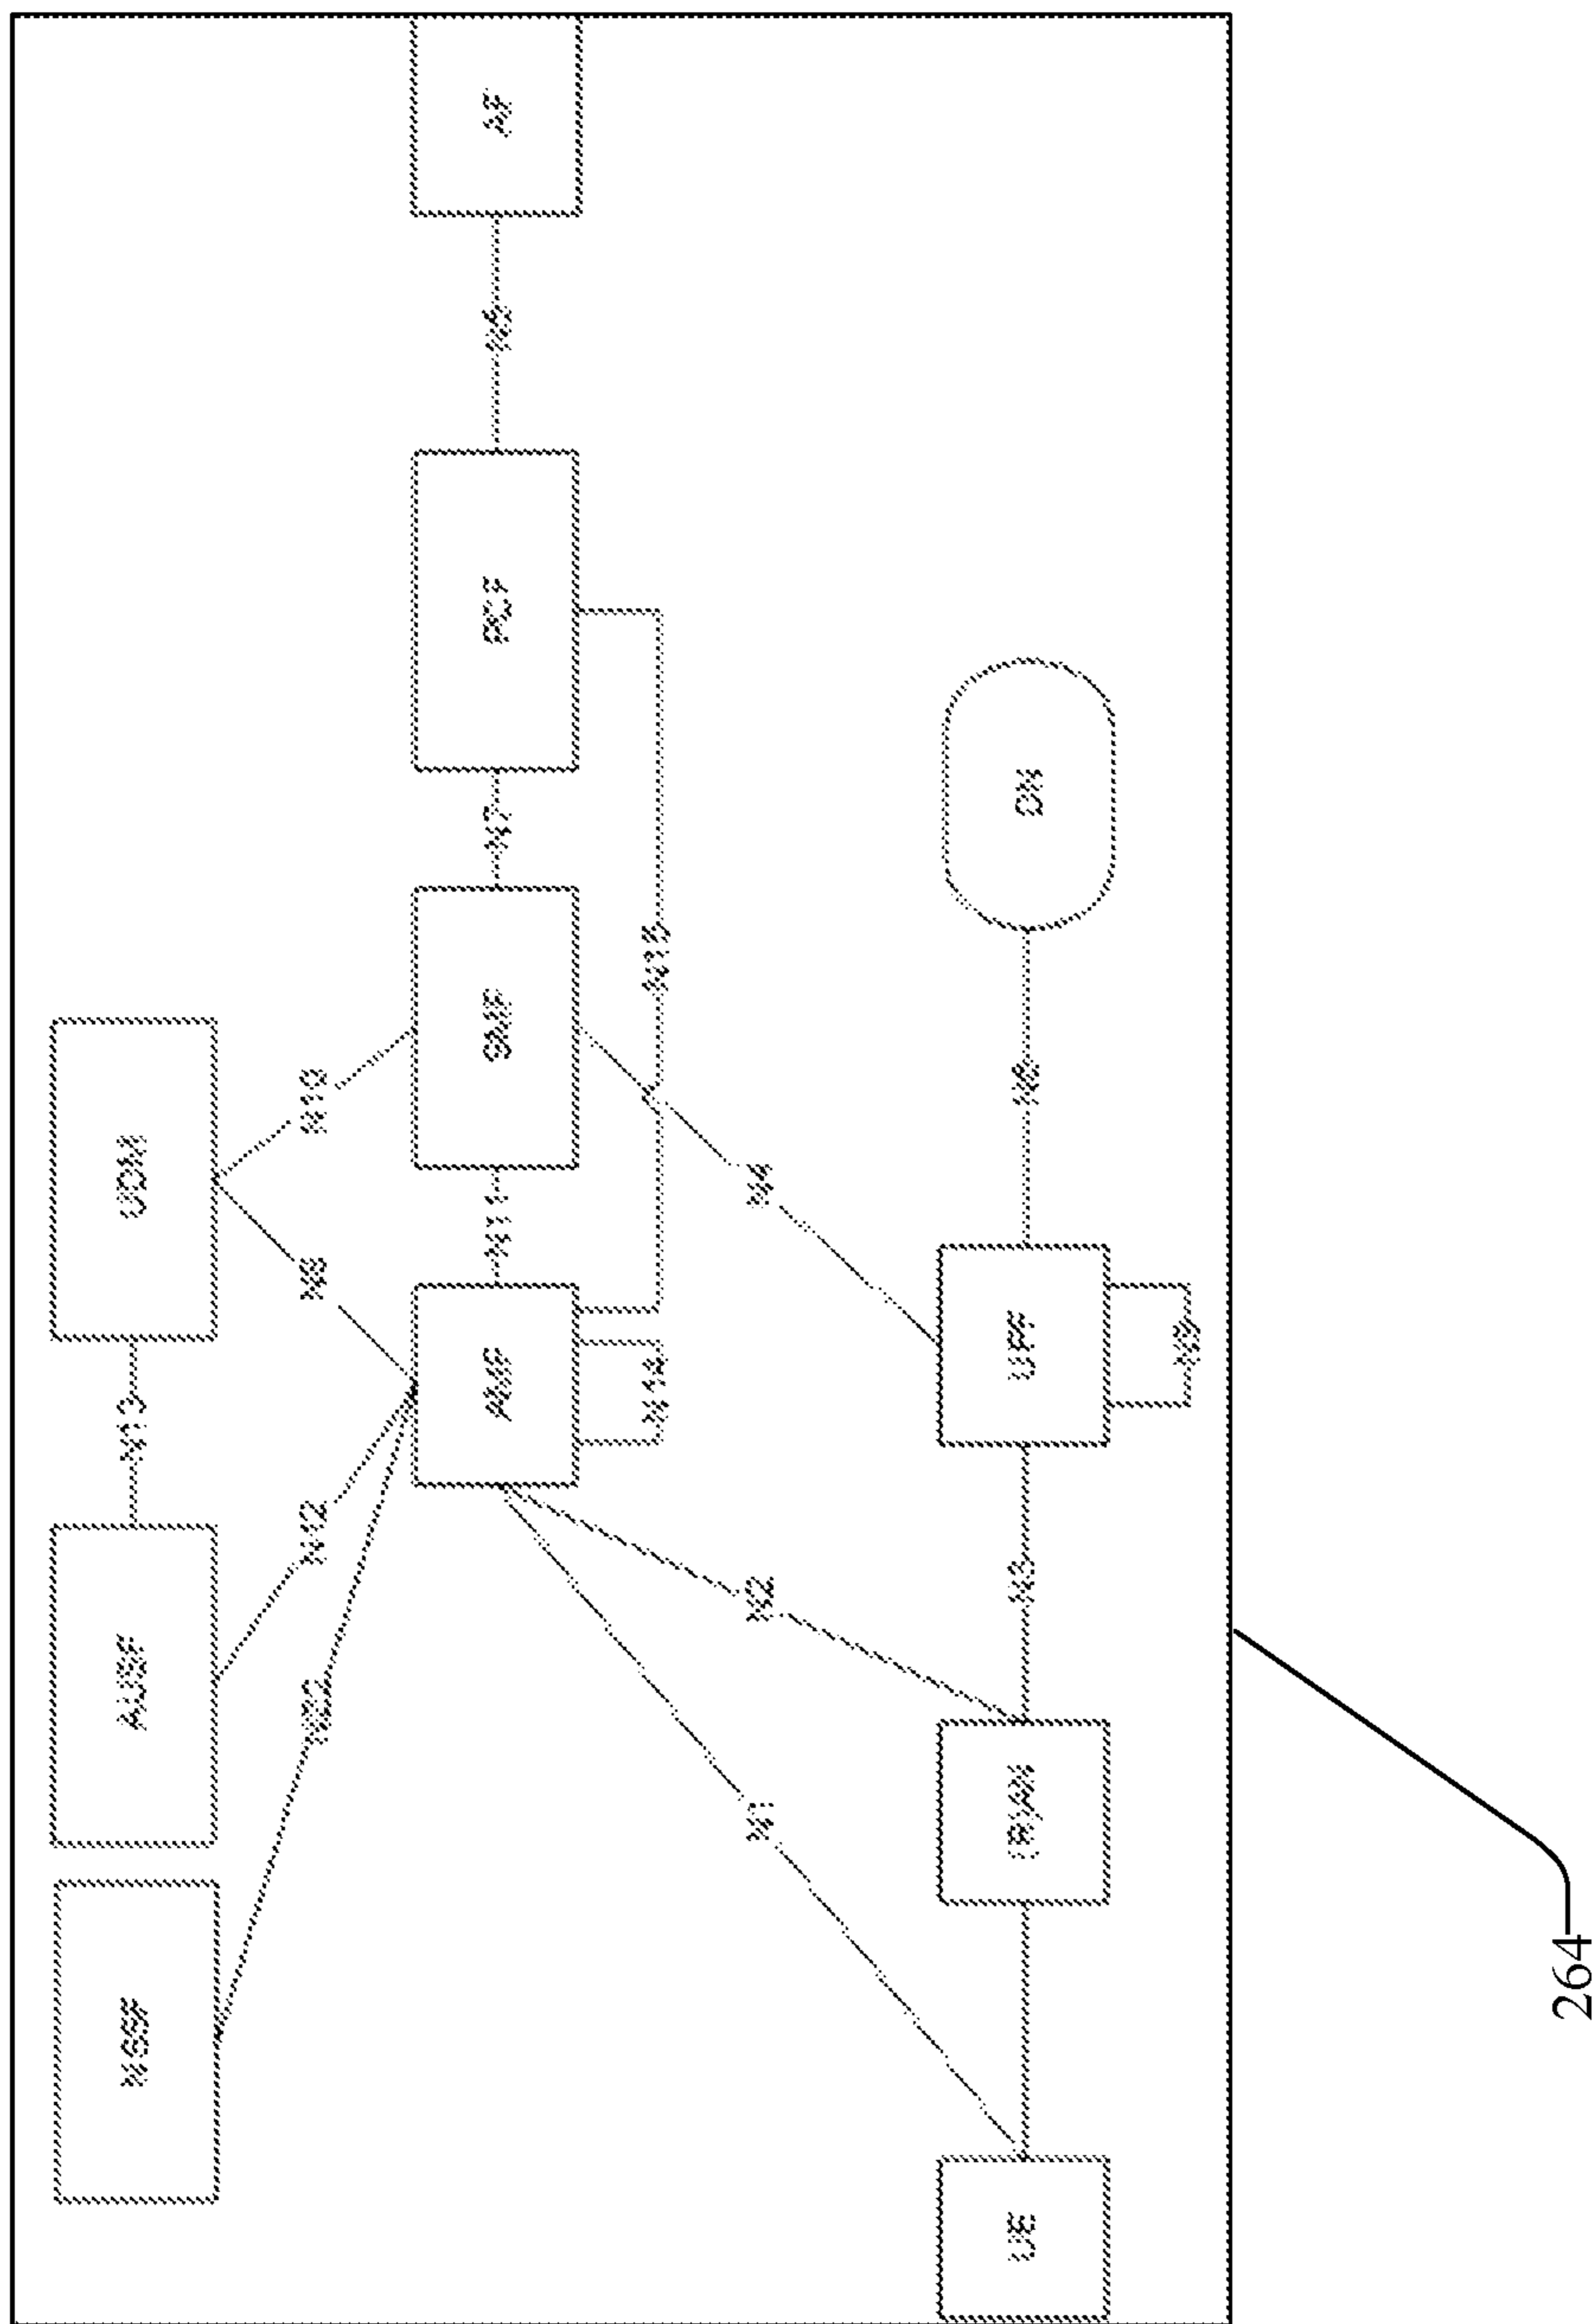 NSSF
AUSF
N13
UDM
N22
N12
N8
N10
AMF
N11
SMF
N7
PCF
N5
AF
N14
N15
N1
N2
N4
UE
(R)AN
N3
UPF
N6
DN
N9
264